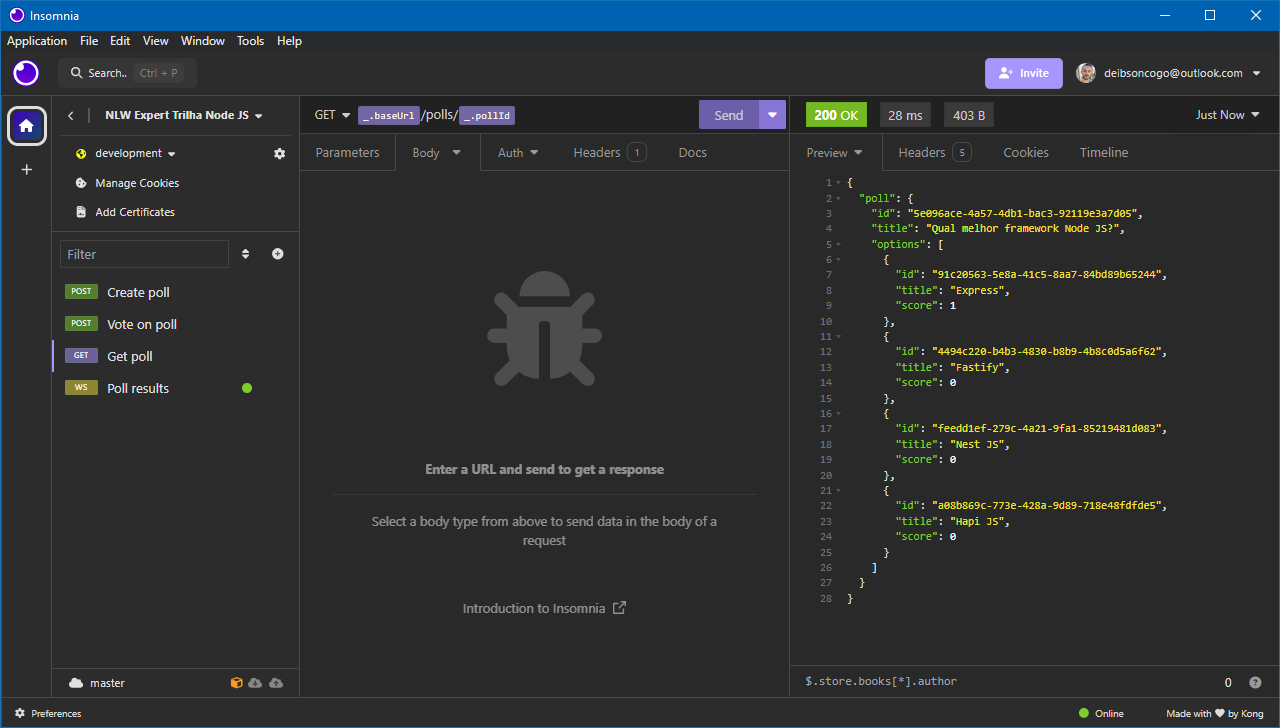 Insomnia
Application File Edit View Window Tools Help
Search.. Ctrl + P
Invite
deibsoncogo@outlook.com
NLW Expert Trilha Node JS
development
Manage Cookies
Add Certificates
Filter
POST Create poll
POST Vote on poll
GET Get poll
WS Poll results
master
GET _.baseUrl /polls/ _.pollId Send
Parameters Body Auth Headers 1 Docs
Enter a URL and send to get a response
Select a body type from above to send data in the body of a
request
Introduction to Insomnia
200 OK 28 ms 403 B Just Now
Preview Headers 5 Cookies Timeline
1 {
2 "poll": {
3 "id": "5e096ace-4a57-4db1-bac3-92119e3a7d05",
4 "title": "Qual melhor framework Node JS?",
5 "options": [
6 {
7 "id": "91c20563-5e8a-41c5-8aa7-84bd89b65244",
8 "title": "Express",
9 "score": 1
10 },
11 {
12 "id": "4494c220-b4b3-4830-b8b9-4b8c0d5a6f62",
13 "title": "Fastify",
14 "score": 0
15 },
16 {
17 "id": "feedd1ef-279c-4a21-9fa1-85219481d083",
18 "title": "Nest JS",
19 "score": 0
20 },
21 {
22 "id": "a08b869c-773e-428a-9d89-718e48fdfde5",
23 "title": "Hapi JS",
24 "score": 0
25 }
26 ]
27 }
28 }
$.store.books[*].author 0 ?
Preferences
Online
Made with by Kong